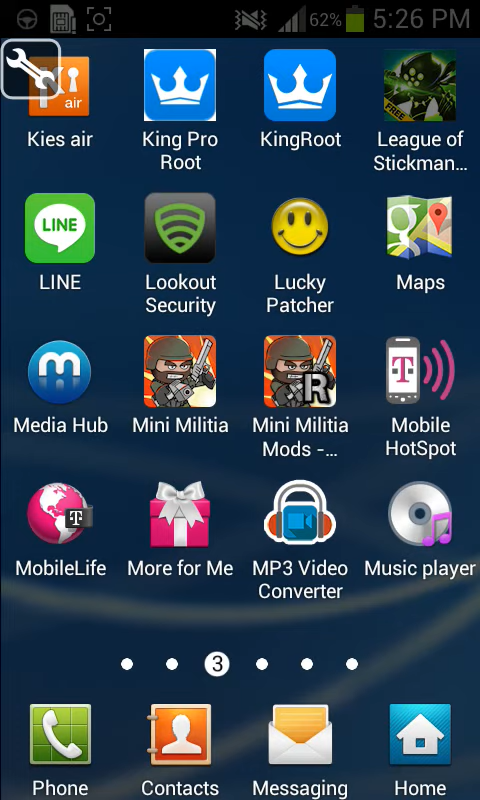 62% 5:26 PM
Ki
air
FREE
Kies air
King Pro
Root
KingRoot
League of
Stickman...
LINE
LINE
Lookout
Security
Lucky
Patcher
g
Maps
m
T
R
Media Hub
Mini Militia
Mini Militia
Mods -...
Mobile
HotSpot
T
MobileLife
More for Me
MP3 Video
Converter
Music player
3
Phone
Contacts
Messaging
Home